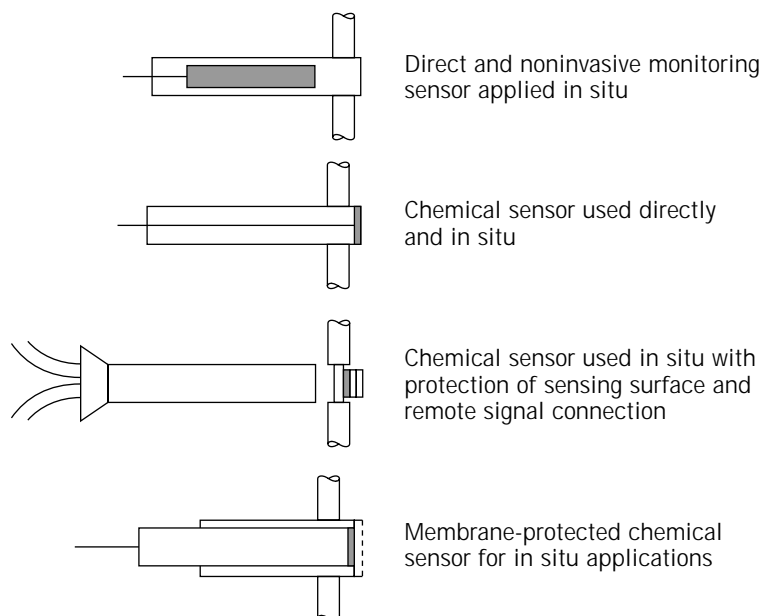 Direct and noninvasive monitoring
sensor applied in situ
Chemical sensor used directly
and in situ
Chemical sensor used in situ with
protection of sensing surface and
remote signal connection
Membrane-protected chemical
sensor for in situ applications